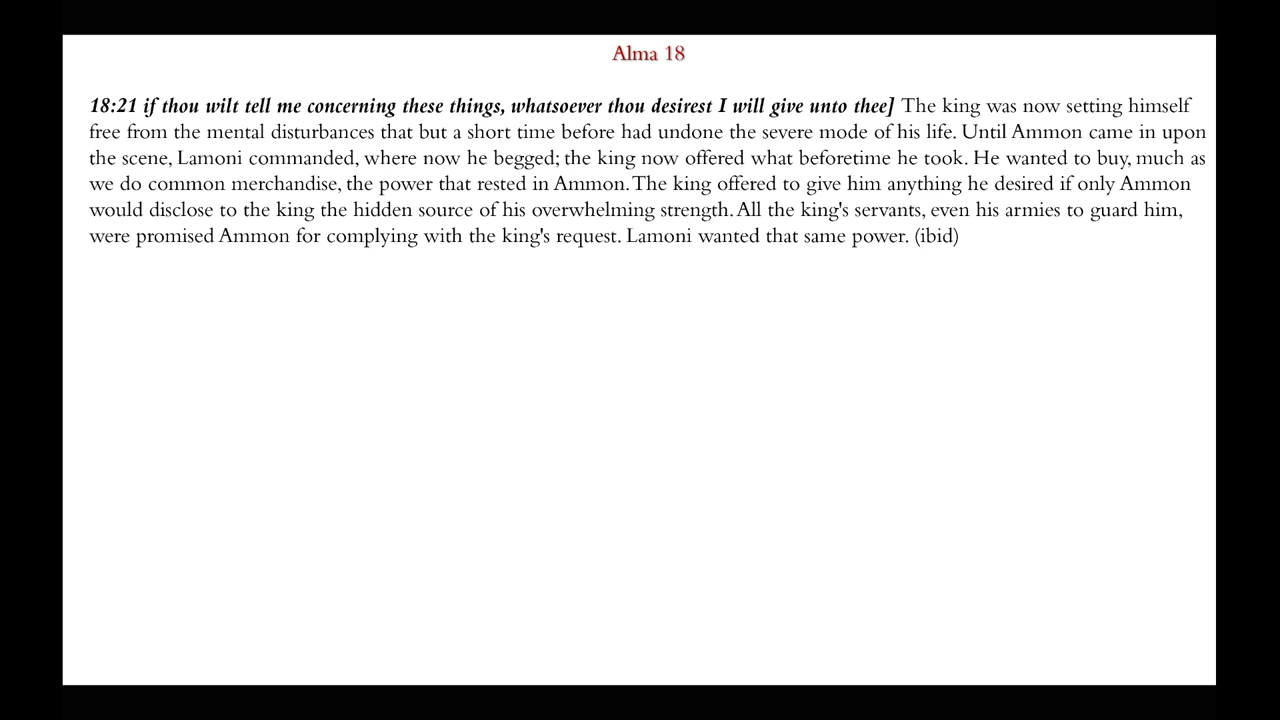 Alma 18
18:21 if thou wilt tell me concerning these things, whatsoever thou desirest I will give unto thee] The king was now setting himself
free from the mental disturbances that but a short time before had undone the severe mode of his life. Until Ammon came in upon
the scene, Lamoni commanded, where now he begged; the king now offered what beforetime he took. He wanted to buy, much as
we do common merchandise, the power that rested in Ammon. The king offered to give him anything he desired if only Ammon
would disclose to the king the hidden source of his overwhelming strength. All the king's servants, even his armies to guard him,
were promised Ammon for complying with the king's request. Lamoni wanted that same power. (ibid)